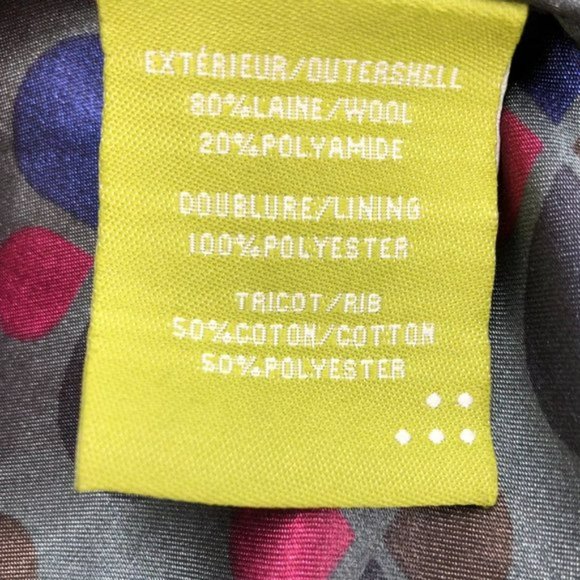 EXTÉRIEUR/OUTERSHELL
80%LAINE/WOOL
20%POLYAMIDE
DOUBLURE/LINING
100%POLYESTER
TRICOT/RIB
50%COTON/COTTON
50%POLYESTER